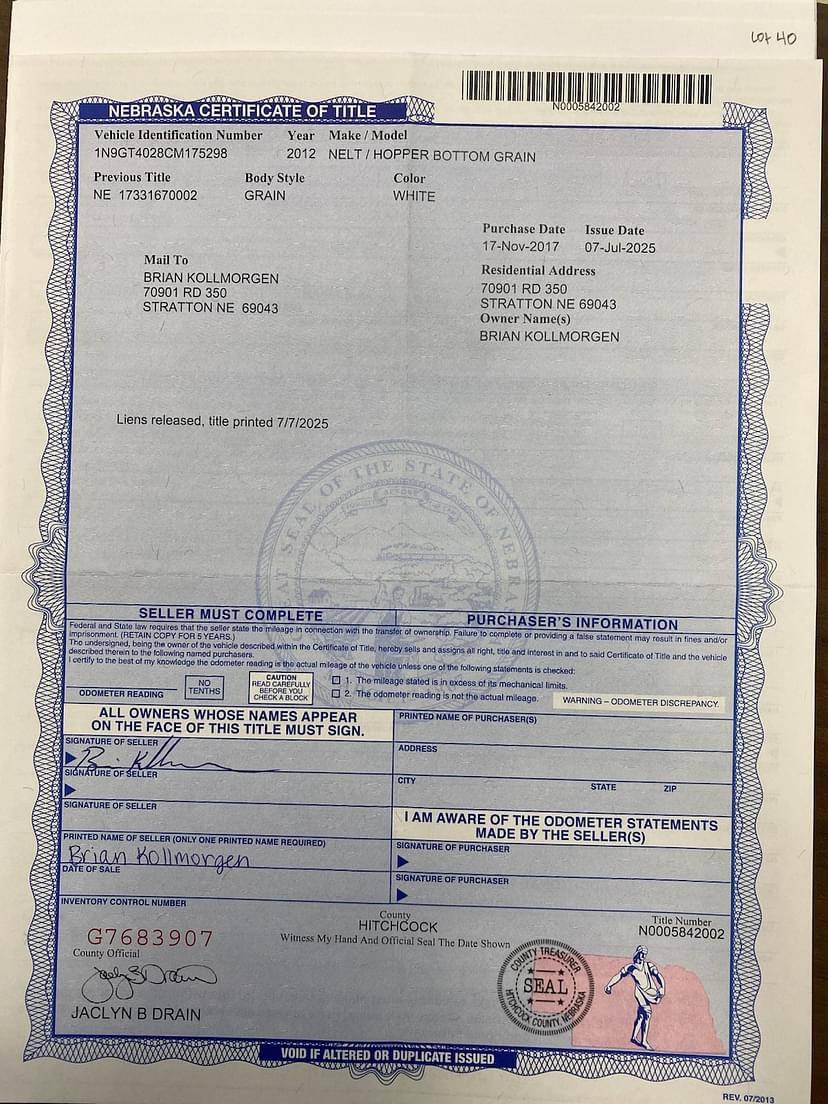 Lot 40
N0005842002
NEBRASKA CERTIFICATE OF TITLE
Vehicle Identification Number Year Make / Model
1N9GT4028CM175298 2012 NELT / HOPPER BOTTOM GRAIN
Previous Title Body Style Color
NE 17331670002 GRAIN WHITE
Purchase Date Issue Date
17-Nov-2017 07-Jul-2025
Mail To
BRIAN KOLLMORGEN
70901 RD 350
STRATTON NE 69043
Residential Address
70901 RD 350
STRATTON NE 69043
Owner Name(s)
BRIAN KOLLMORGEN
Liens released, title printed 7/7/2025
SEAL OF THE STATE OF NEBRA
SELLER MUST COMPLETE
PURCHASER'S INFORMATION
Federal and State law requires that the seller state the mileage in connection with the transfer of ownership. Failure to complete or providing a false statement may result in fines and/or
imprisonment. (RETAIN COPY FOR 5 YEARS.)
The undersigned, being the owner of the vehicle described within the Certificate of Title, hereby sells and assigns all right, title and interest in and to said Certificate of Title and the vehicle
described therein to the following named purchasers.
I certify to the best of my knowledge the odometer reading is the actual mileage of the vehicle unless one of the following statements is checked:
ODOMETER READING
NO
TENTHS
CAUTION
READ CAREFULLY
BEFORE YOU
CHECK A BLOCK
1. The mileage stated is in excess of its mechanical limits.
2. The odometer reading is not the actual mileage.
WARNING – ODOMETER DISCREPANCY.
ALL OWNERS WHOSE NAMES APPEAR
ON THE FACE OF THIS TITLE MUST SIGN.
SIGNATURE OF SELLER
SIGNATURE OF SELLER
SIGNATURE OF SELLER
PRINTED NAME OF SELLER (ONLY ONE PRINTED NAME REQUIRED)
Brian Kollmorgen
DATE OF SALE
PRINTED NAME OF PURCHASER(S)
ADDRESS
CITY STATE ZIP
I AM AWARE OF THE ODOMETER STATEMENTS
MADE BY THE SELLER(S)
SIGNATURE OF PURCHASER
SIGNATURE OF PURCHASER
INVENTORY CONTROL NUMBER
G7683907
County
HITCHCOCK
Witness My Hand And Official Seal The Date Shown
Title Number
N0005842002
County Official
JACLYN B DRAIN
COUNTY TREASURER
SEAL
HITCHCOCK COUNTY, NEBRASKA
VOID IF ALTERED OR DUPLICATE ISSUED
REV. 07/2013